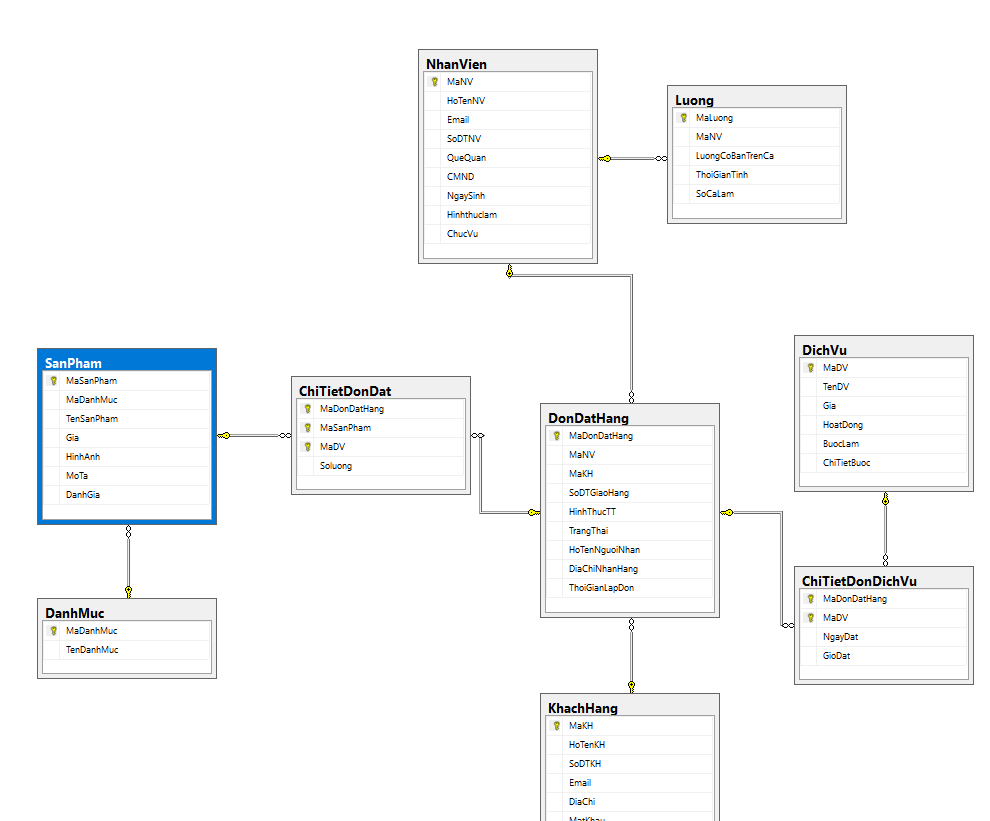 NhanVien
MaNV
HoTenNV
Email
SoDTNV
QueQuan
CMND
NgaySinh
Hinhthuclam
ChucVu
Luong
MaLuong
MaNV
LuongCoBanTrenCa
ThoiGianTinh
SoCaLam
SanPham
MaSanPham
MaDanhMuc
TenSanPham
Gia
HinhAnh
MoTa
DanhGia
ChiTietDonDat
MaDonDatHang
MaSanPham
MaDV
Soluong
DonDatHang
MaDonDatHang
MaNV
MaKH
SoDTGiaoHang
HinhThucTT
TrangThai
HoTenNguoiNhan
DiaChiNhanHang
ThoiGianLapDon
DichVu
MaDV
TenDV
Gia
HoatDong
BuocLam
ChiTietBuoc
DanhMuc
MaDanhMuc
TenDanhMuc
ChiTietDonDichVu
MaDonDatHang
MaDV
NgayDat
GioDat
KhachHang
MaKH
HoTenKH
SoDTKH
Email
DiaChi
MatKhau